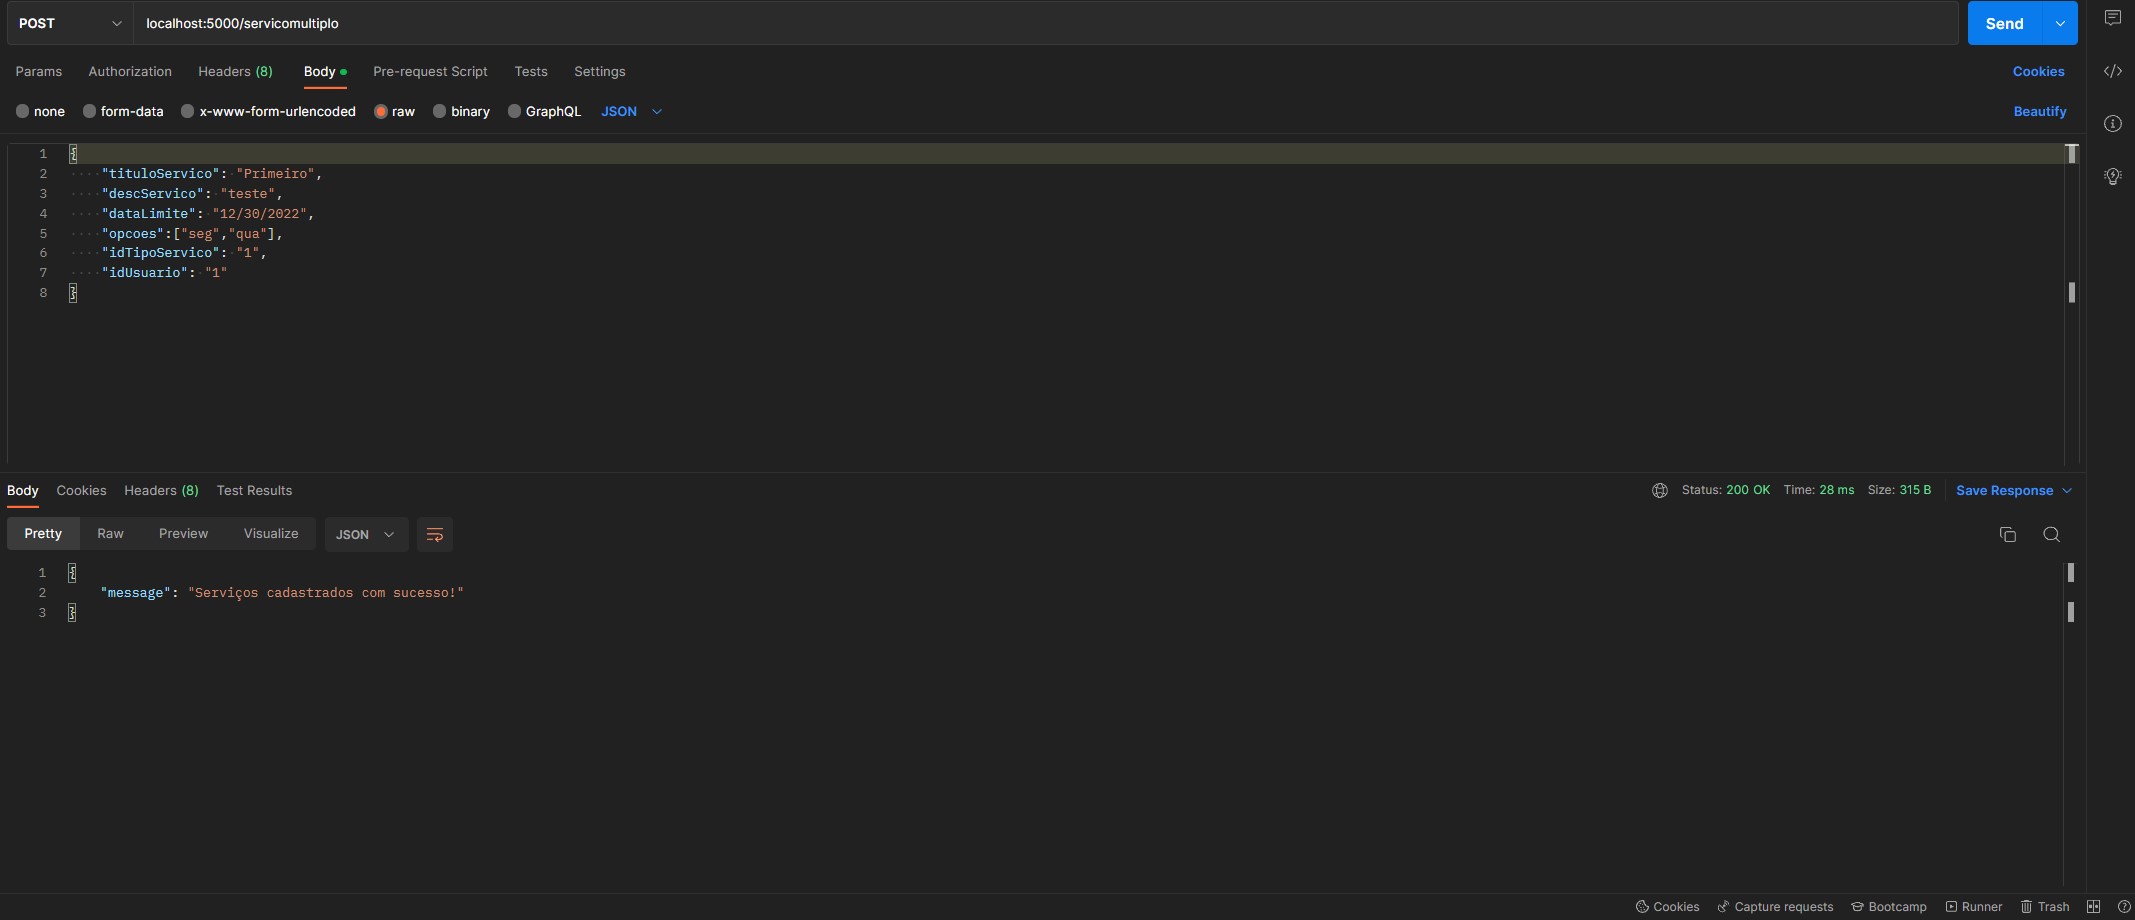 POST localhost:5000/servicomultiplo Send
Params Authorization Headers (8) Body Pre-request Script Tests Settings Cookies
none form-data x-www-form-urlencoded raw binary GraphQL JSON Beautify
1 {
2 "tituloServico": "Primeiro",
3 "descServico": "teste",
4 "dataLimite": "12/30/2022",
5 "opcoes":["seg","qua"],
6 "idTipoServico": "1",
7 "idUsuario": "1"
8 }
Body Cookies Headers (8) Test Results Status: 200 OK Time: 28 ms Size: 315 B Save Response
Pretty Raw Preview Visualize JSON
1 {
2 "message": "Serviços cadastrados com sucesso!"
3 }
Cookies Capture requests Bootcamp Runner Trash